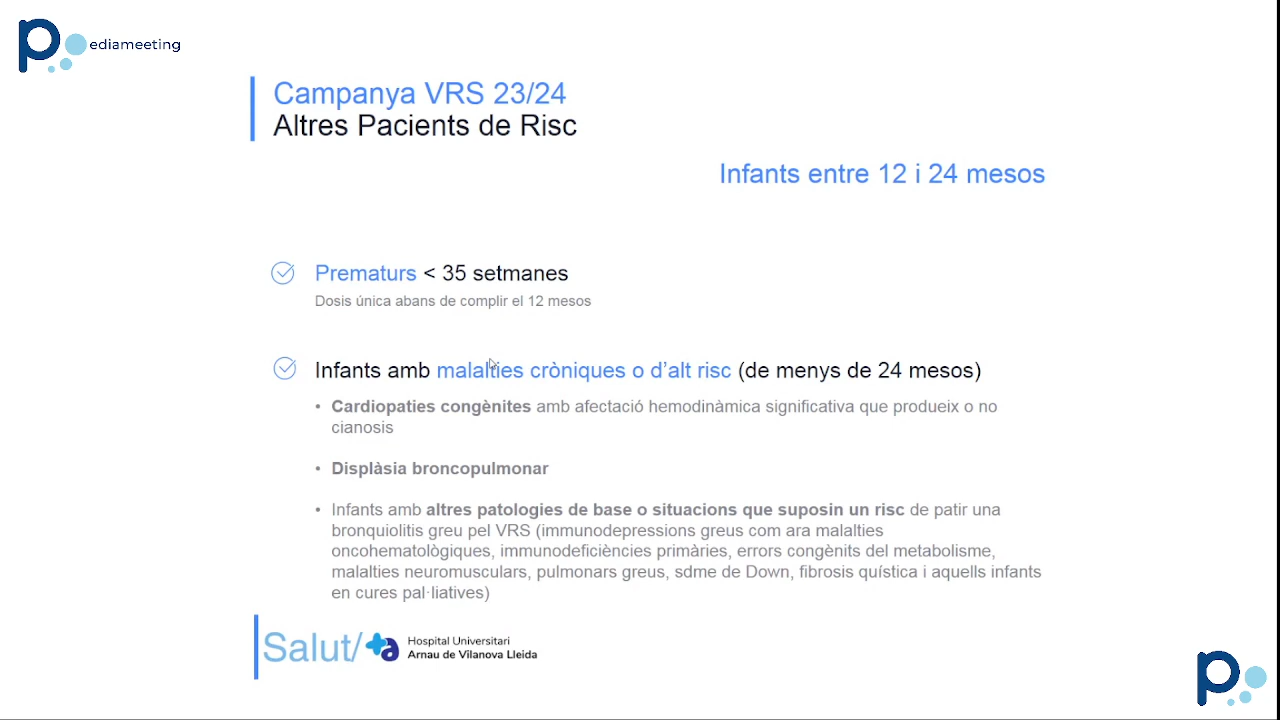 ediameeting
Campanya VRS 23/24
Altres Pacients de Risc
Infants entre 12 i 24 mesos
Prematurs < 35 setmanes
Dosis única abans de complir el 12 mesos
Infants amb malalties cròniques o d'alt risc (de menys de 24 mesos)
• Cardiopaties congènites amb afectació hemodinàmica significativa que produeix o no
cianosis
• Displàsia broncopulmonar
• Infants amb altres patologies de base o situacions que suposin un risc de patir una
bronquiolitis greu pel VRS (immunodepressions greus com ara malalties
oncohematològiques, immunodeficiències primàries, errors congènits del metabolisme,
malalties neuromusculars, pulmonars greus, sdme de Down, fibrosis quística i aquells infants
en cures pal·liatives)
Salut/
Hospital Universitari
Arnau de Vilanova Lleida